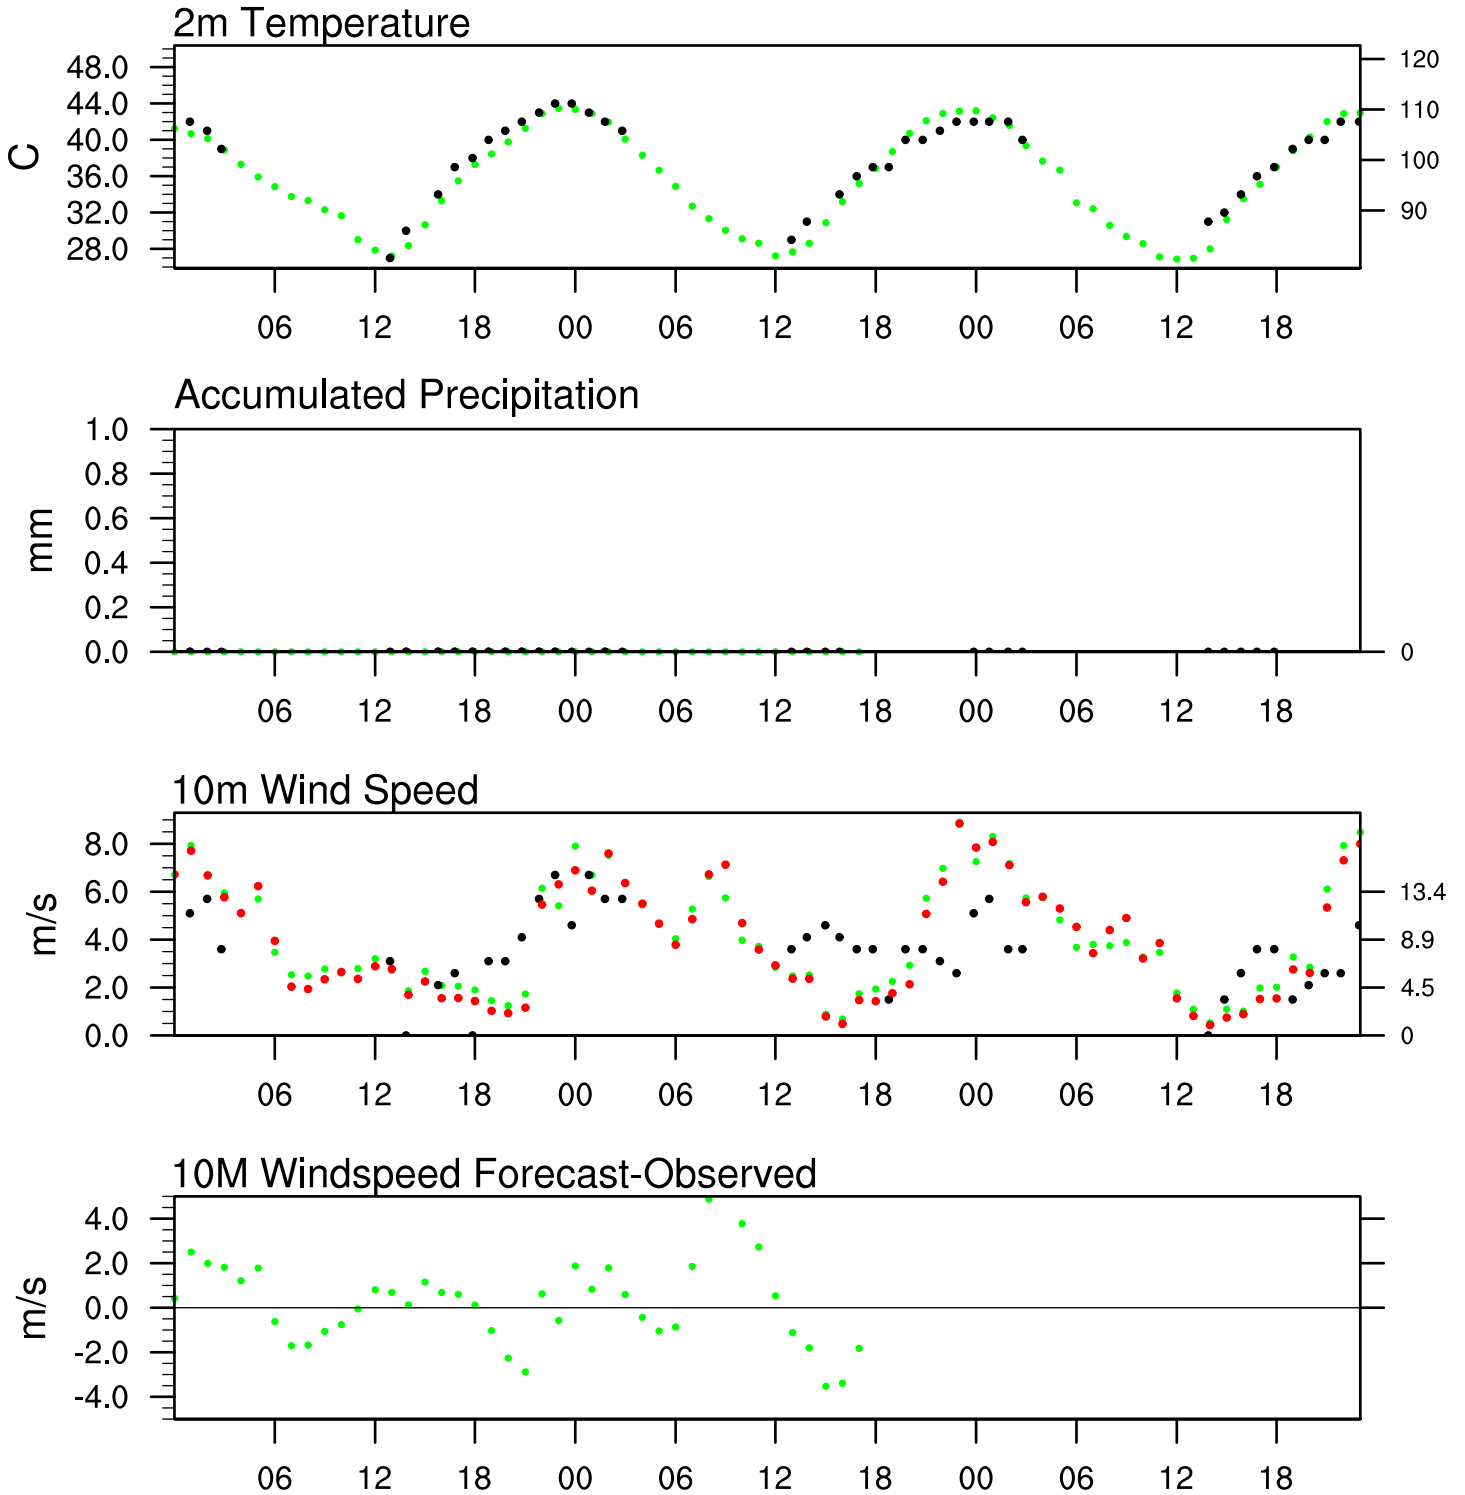 2m Temperature
48.0
44.0
40.0
36.0
32.0
28.0
C
120
110
100
90
06 12 18 00 06 12 18 00 06 12 18
Accumulated Precipitation
1.0
0.8
0.6
0.4
0.2
0.0
mm
0
06 12 18 00 06 12 18 00 06 12 18
10m Wind Speed
8.0
6.0
4.0
2.0
0.0
m/s
13.4
8.9
4.5
0
06 12 18 00 06 12 18 00 06 12 18
10M Windspeed Forecast-Observed
4.0
2.0
0.0
-2.0
-4.0
m/s
06 12 18 00 06 12 18 00 06 12 18